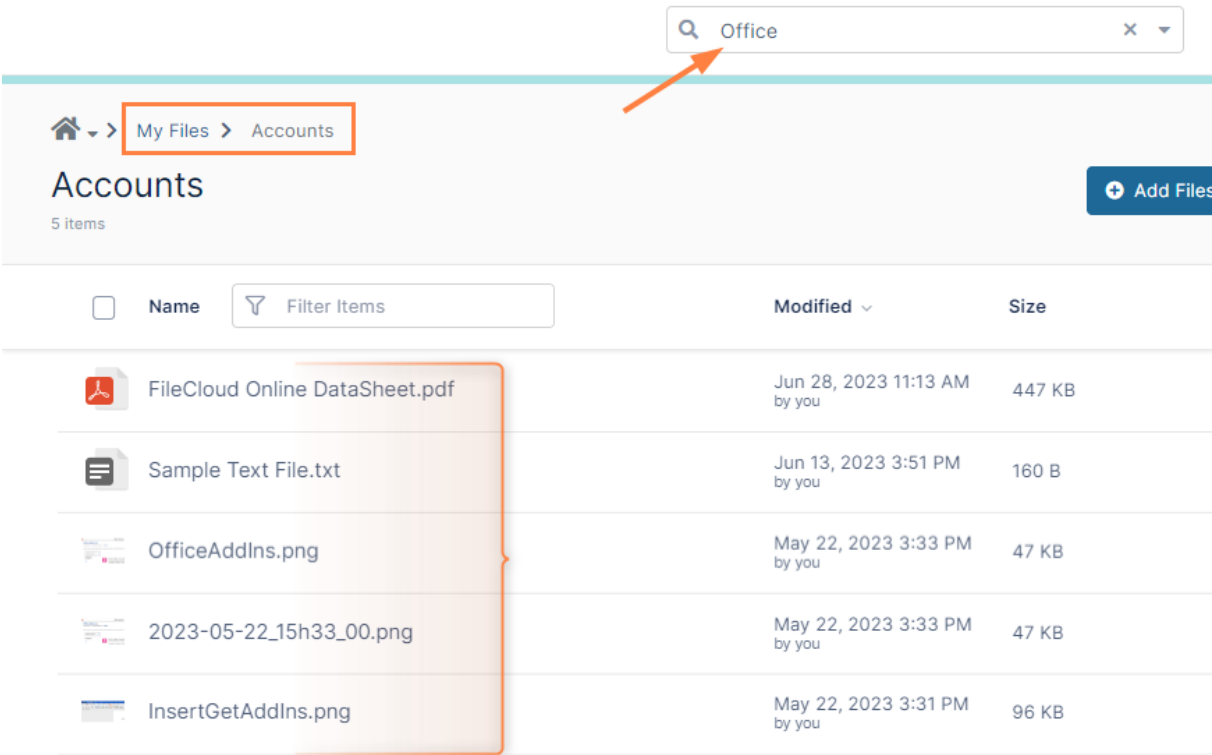 Office
My Files Accounts
Accounts
Add Files
5 items
Name Filter Items Modified Size
FileCloud Online DataSheet.pdf Jun 28, 2023 11:13 AM 447 KB
by you
Sample Text File.txt Jun 13, 2023 3:51 PM 160 B
by you
OfficeAddIns.png May 22, 2023 3:33 PM 47 KB
by you
2023-05-22_15h33_00.png May 22, 2023 3:33 PM 47 KB
by you
InsertGetAddIns.png May 22, 2023 3:31 PM 96 KB
by you